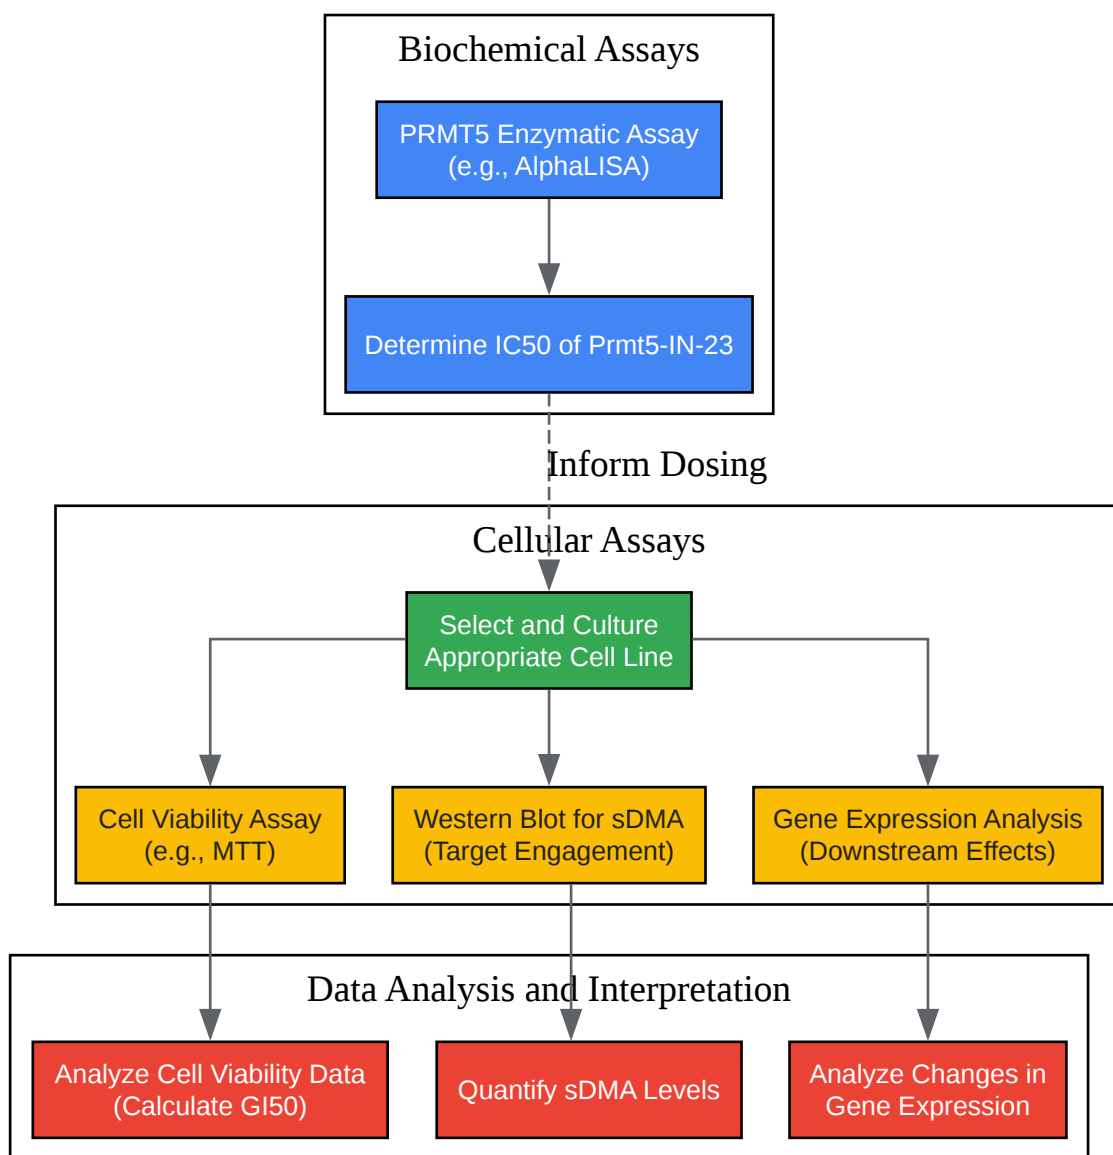 Biochemical Assays
PRMT5 Enzymatic Assay
(e.g., AlphaLISA)
Determine IC50 of Prmt5-IN-23
Inform Dosing
Cellular Assays
Select and Culture
Appropriate Cell Line
Cell Viability Assay
(e.g., MTT)
Western Blot for sDMA
(Target Engagement)
Gene Expression Analysis
(Downstream Effects)
Data Analysis and Interpretation
Analyze Cell Viability Data
(Calculate GI50)
Quantify sDMA Levels
Analyze Changes in
Gene Expression